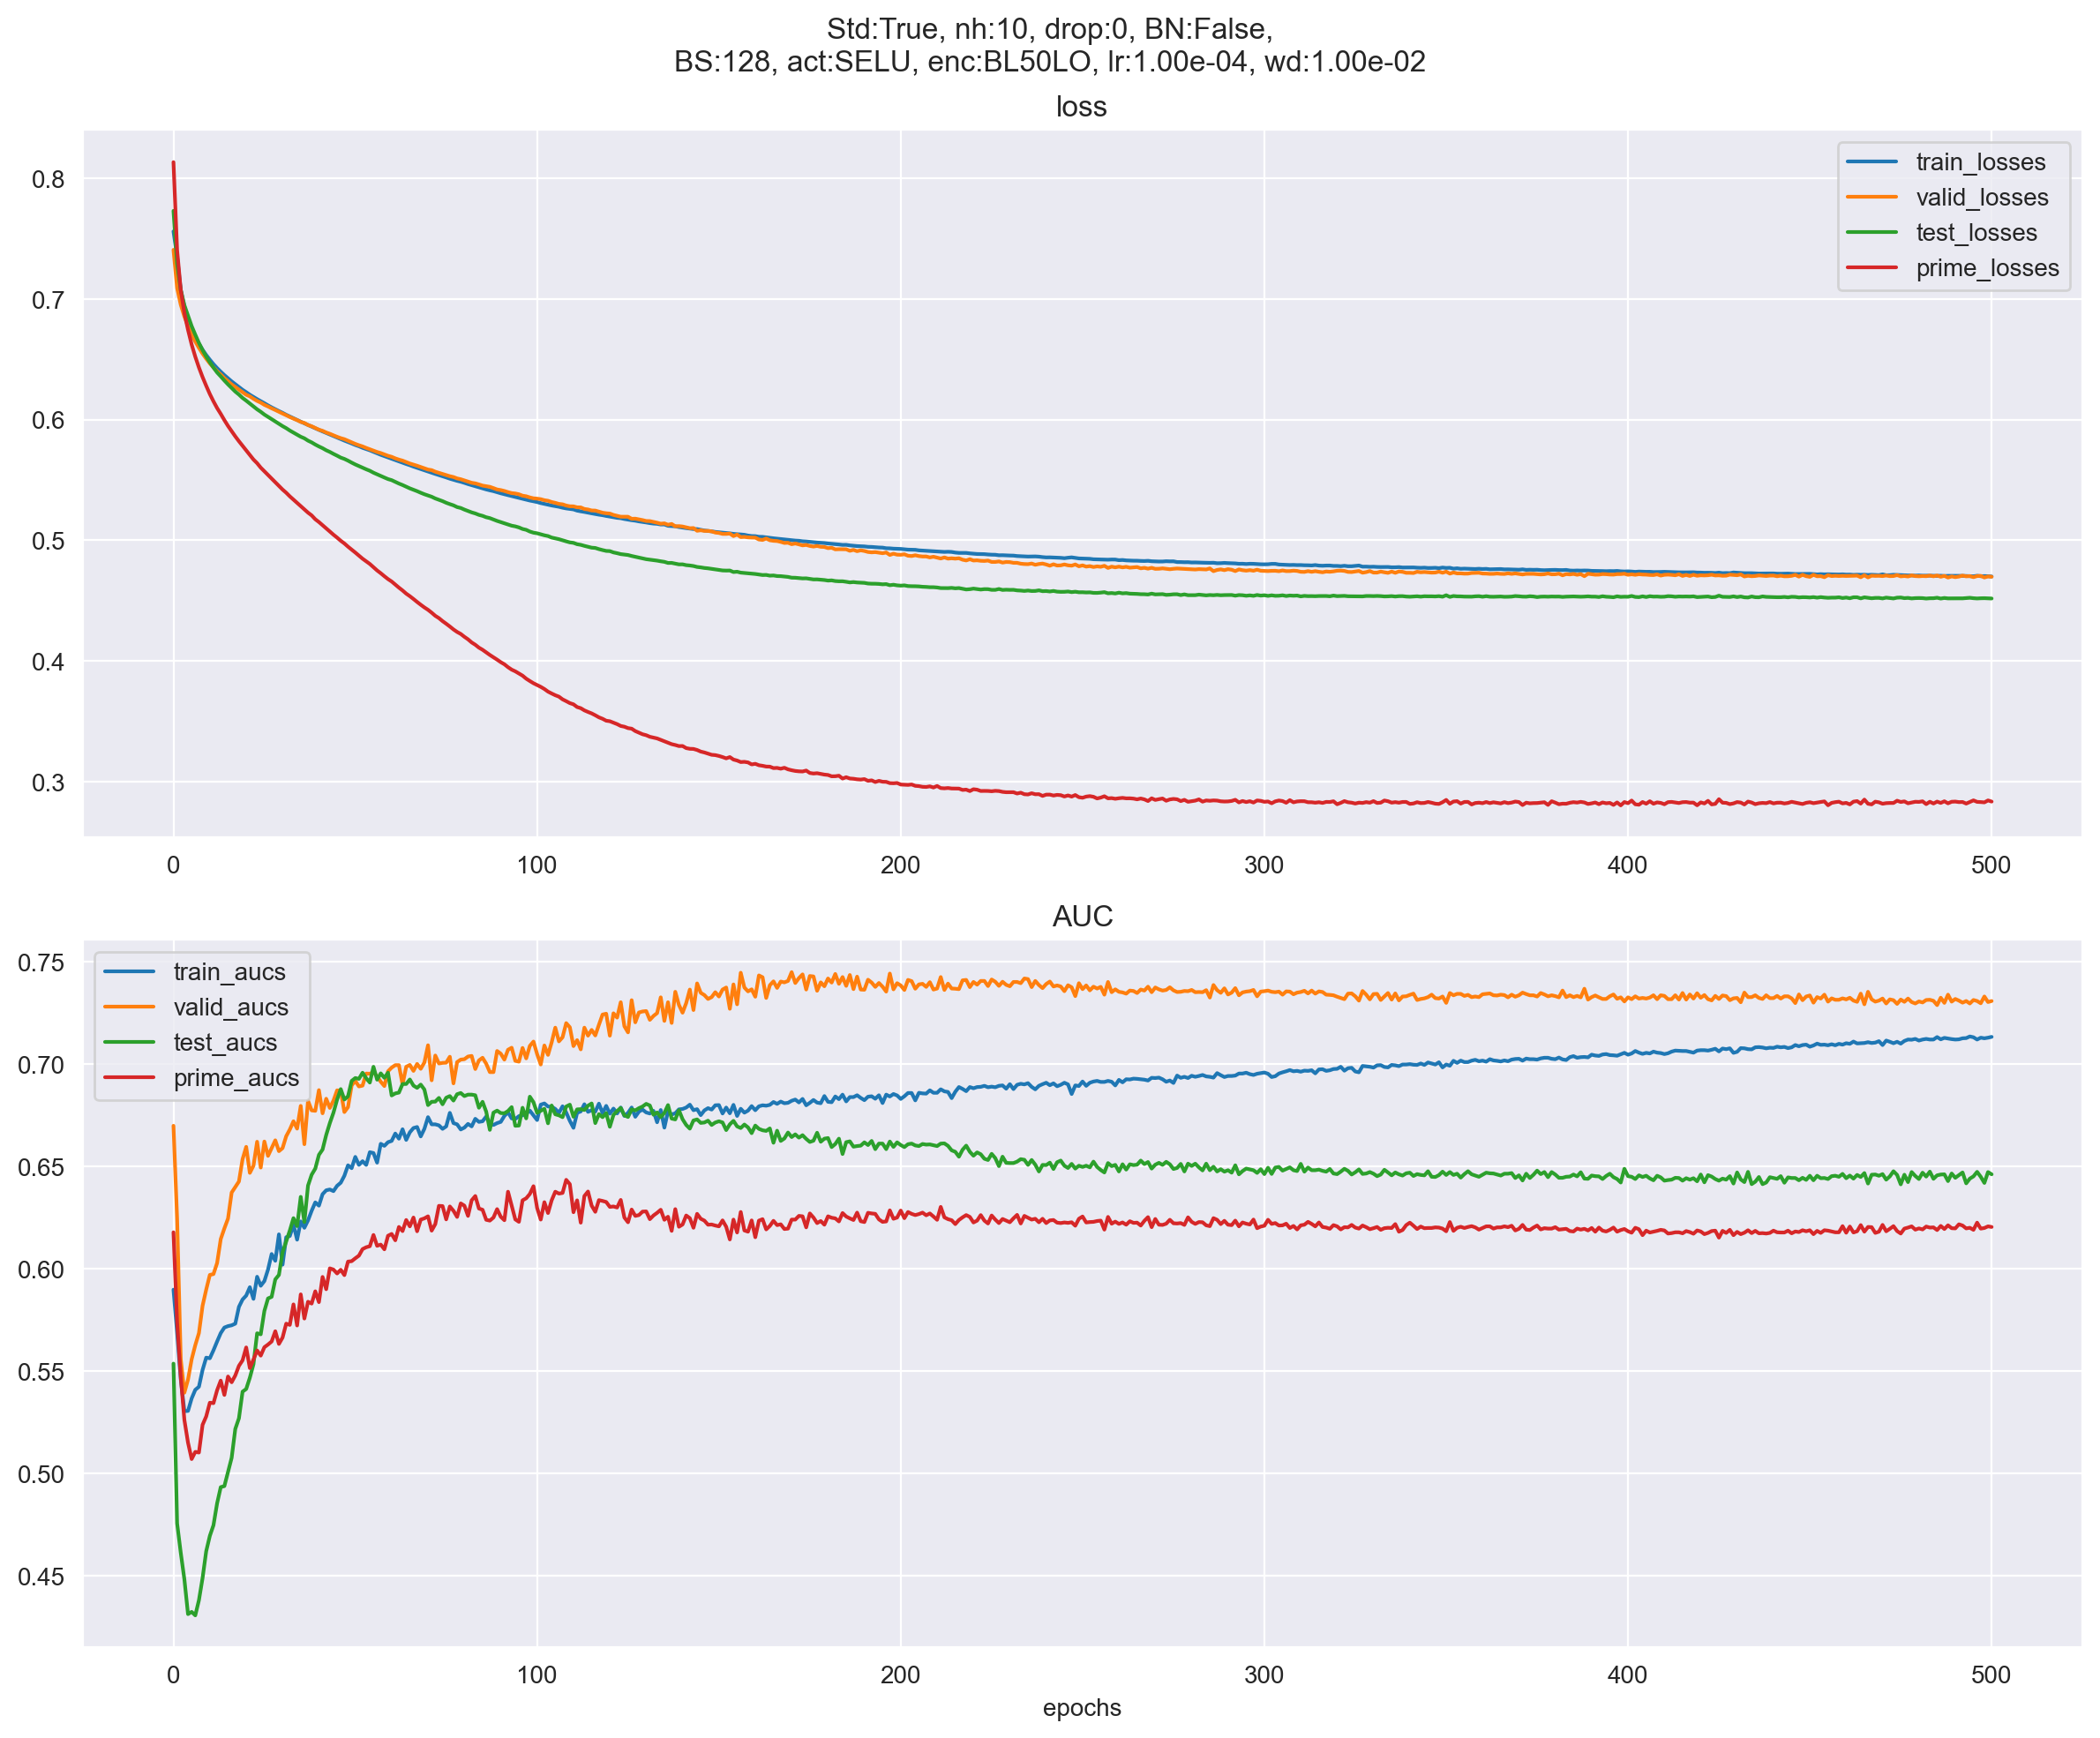 Std:True, nh:10, drop:0, BN:False,
BS:128, act:SELU, enc:BL50LO, lr:1.00e-04, wd:1.00e-02
loss
0.8
0.7
0.6
0.5
0.4
0.3
train_losses
valid_losses
test_losses
prime_losses
0 100 200 300 400 500
AUC
0.75
0.70
0.65
0.60
0.55
0.50
0.45
train_aucs
valid_aucs
test_aucs
prime_aucs
0 100 200 300 400 500
epochs